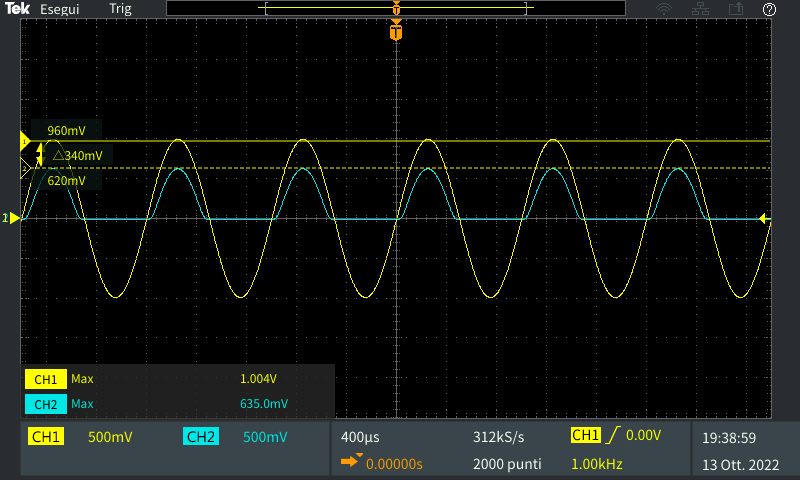 Tek Esegui Trig
T
T
960mV
1
△340mV
2
620mV
CH1 Max 1.004V
CH2 Max 635.0mV
CH1 500mV CH2 500mV 400µs 312kS/s CH1 0.00V 19:38:59
0.00000s 2000 punti 1.00kHz 13 Ott. 2022